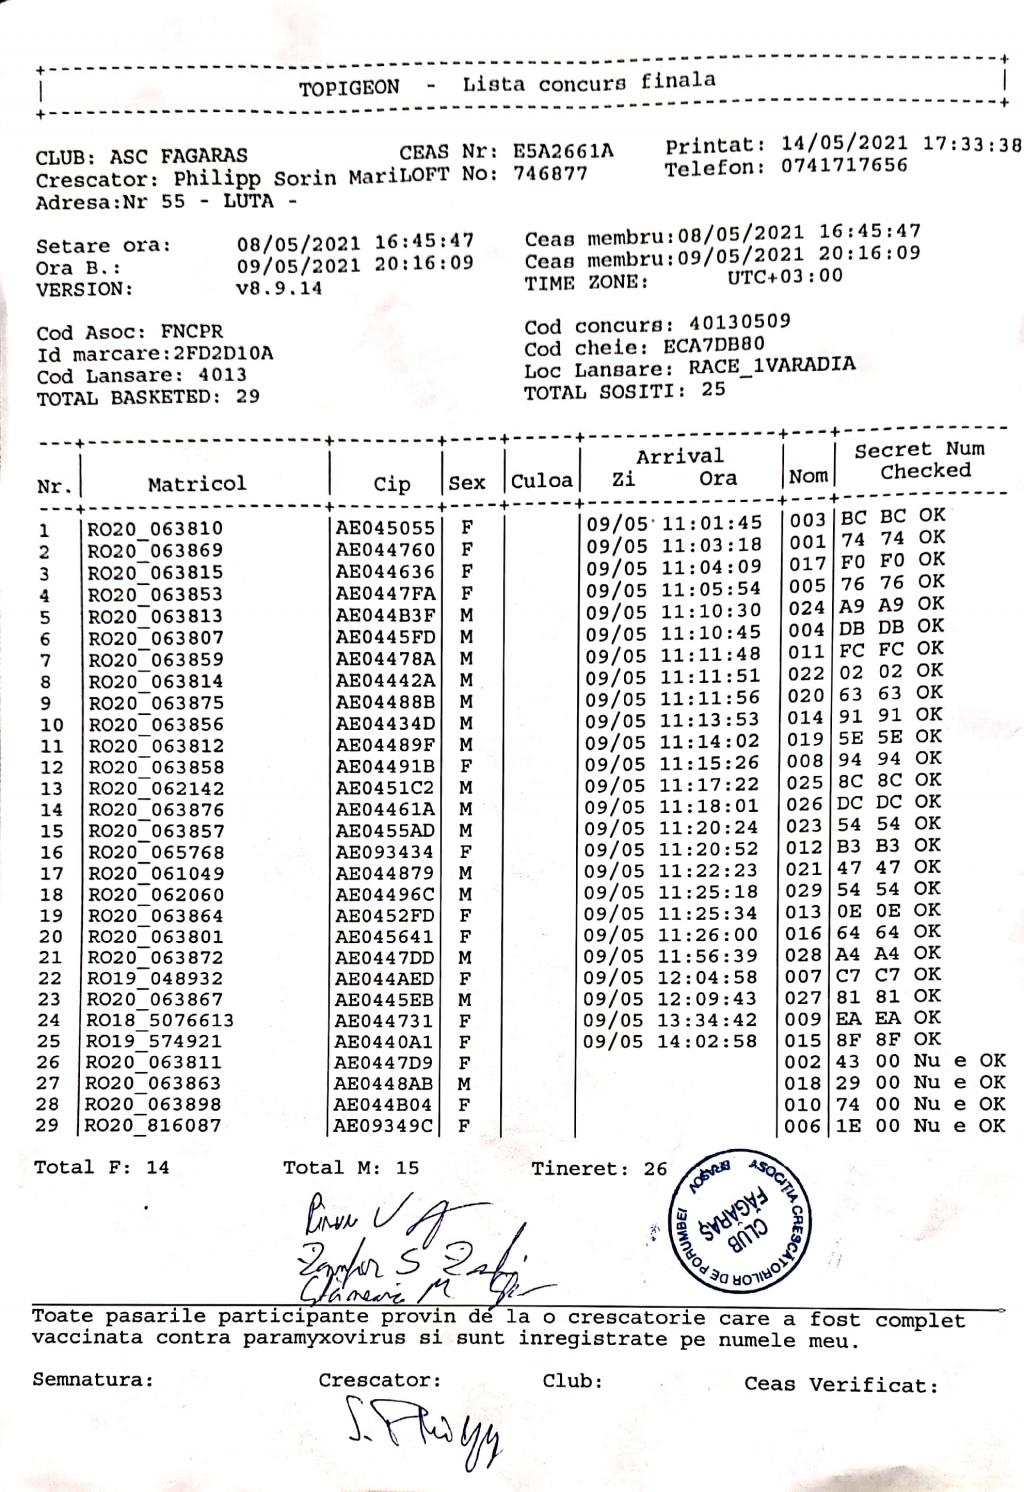 TOPIGEON - Lista concurs finala
CLUB: ASC FAGARAS CEAS Nr: E5A2661A Printat: 14/05/2021 17:33:38
Crescator: Philipp Sorin MariLOFT No: 746877 Telefon: 0741717656
Adresa:Nr 55 - LUTA -
Setare ora: 08/05/2021 16:45:47 Ceas membru:08/05/2021 16:45:47
Ora B.: 09/05/2021 20:16:09 Ceas membru:09/05/2021 20:16:09
VERSION: v8.9.14 TIME ZONE: UTC+03:00
Cod Asoc: FNCPR Cod concurs: 40130509
Id marcare:2FD2D10A Cod cheie: ECA7DB80
Cod Lansare: 4013 Loc Lansare: RACE_1VARADIA
TOTAL BASKETED: 29 TOTAL SOSITI: 25
Arrival Secret Num
Nr. Matricol Cip Sex Culoa Zi Ora Nom Checked
1 RO20_063810 AE045055 F 09/05 11:01:45 003 BC BC OK
2 RO20_063869 AE044760 F 09/05 11:03:18 001 74 74 OK
3 RO20_063815 AE044636 F 09/05 11:04:09 017 F0 F0 OK
4 RO20_063853 AE0447FA F 09/05 11:05:54 005 76 76 OK
5 RO20_063813 AE044B3F M 09/05 11:10:30 024 A9 A9 OK
6 RO20_063807 AE0445FD M 09/05 11:10:45 004 DB DB OK
7 RO20_063859 AE04478A M 09/05 11:11:48 011 FC FC OK
8 RO20_063814 AE04442A M 09/05 11:11:51 022 02 02 OK
9 RO20_063875 AE04488B M 09/05 11:11:56 020 63 63 OK
10 RO20_063856 AE04434D M 09/05 11:13:53 014 91 91 OK
11 RO20_063812 AE04489F M 09/05 11:14:02 019 5E 5E OK
12 RO20_063858 AE04491B F 09/05 11:15:26 008 94 94 OK
13 RO20_062142 AE0451C2 M 09/05 11:17:22 025 8C 8C OK
14 RO20_063876 AE04461A M 09/05 11:18:01 026 DC DC OK
15 RO20_063857 AE0455AD M 09/05 11:20:24 023 54 54 OK
16 RO20_065768 AE093434 F 09/05 11:20:52 012 B3 B3 OK
17 RO20_061049 AE044879 M 09/05 11:22:23 021 47 47 OK
18 RO20_062060 AE04496C M 09/05 11:25:18 029 54 54 OK
19 RO20_063864 AE0452FD F 09/05 11:25:34 013 0E 0E OK
20 RO20_063801 AE045641 F 09/05 11:26:00 016 64 64 OK
21 RO20_063872 AE0447DD M 09/05 11:56:39 028 A4 A4 OK
22 RO19_048932 AE044AED F 09/05 12:04:58 007 C7 C7 OK
23 RO20_063867 AE0445EB M 09/05 12:09:43 027 81 81 OK
24 RO18_5076613 AE044731 F 09/05 13:34:42 009 EA EA OK
25 RO19_574921 AE0440A1 F 09/05 14:02:58 015 8F 8F OK
26 RO20_063811 AE0447D9 F 002 43 00 Nu e OK
27 RO20_063863 AE0448AB M 018 29 00 Nu e OK
28 RO20_063898 AE044B04 F 010 74 00 Nu e OK
29 RO20_816087 AE09349C F 006 1E 00 Nu e OK
Total F: 14 Total M: 15 Tineret: 26
ASOCIȚIA CRESCĂTORILOR DE PORUMBEI BRAȘOV
CLUB
FĂGĂRAȘ
Toate pasarile participante provin de la o crescatorie care a fost complet
vaccinata contra paramyxovirus si sunt inregistrate pe numele meu.
Semnatura: Crescator: Club: Ceas Verificat: